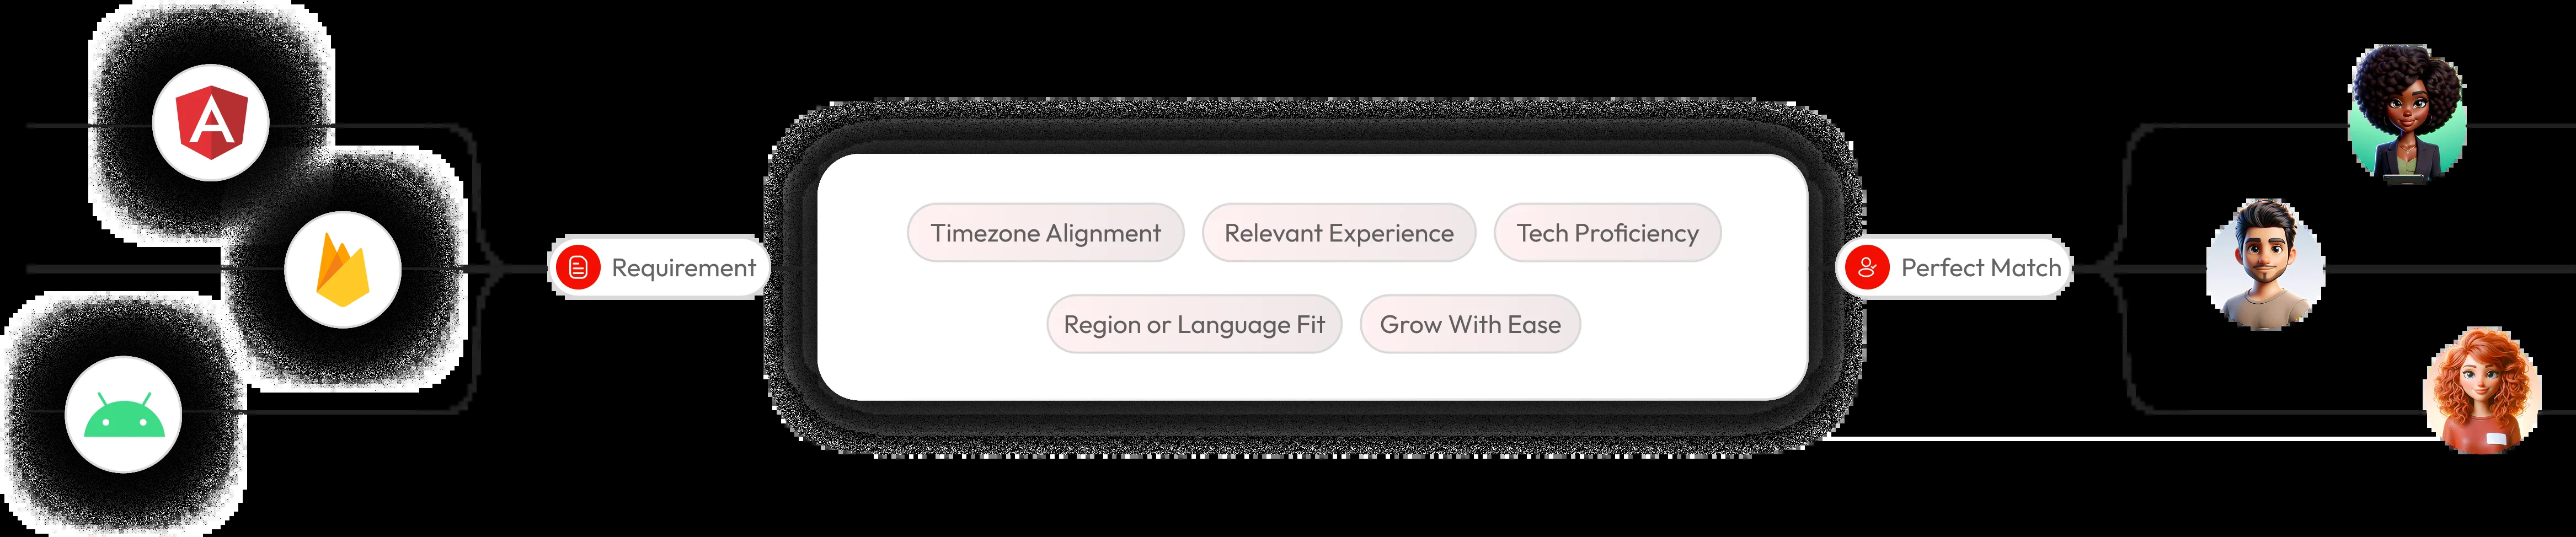 Requirement
Timezone Alignment
Relevant Experience
Tech Proficiency
Region or Language Fit
Grow With Ease
Perfect Match